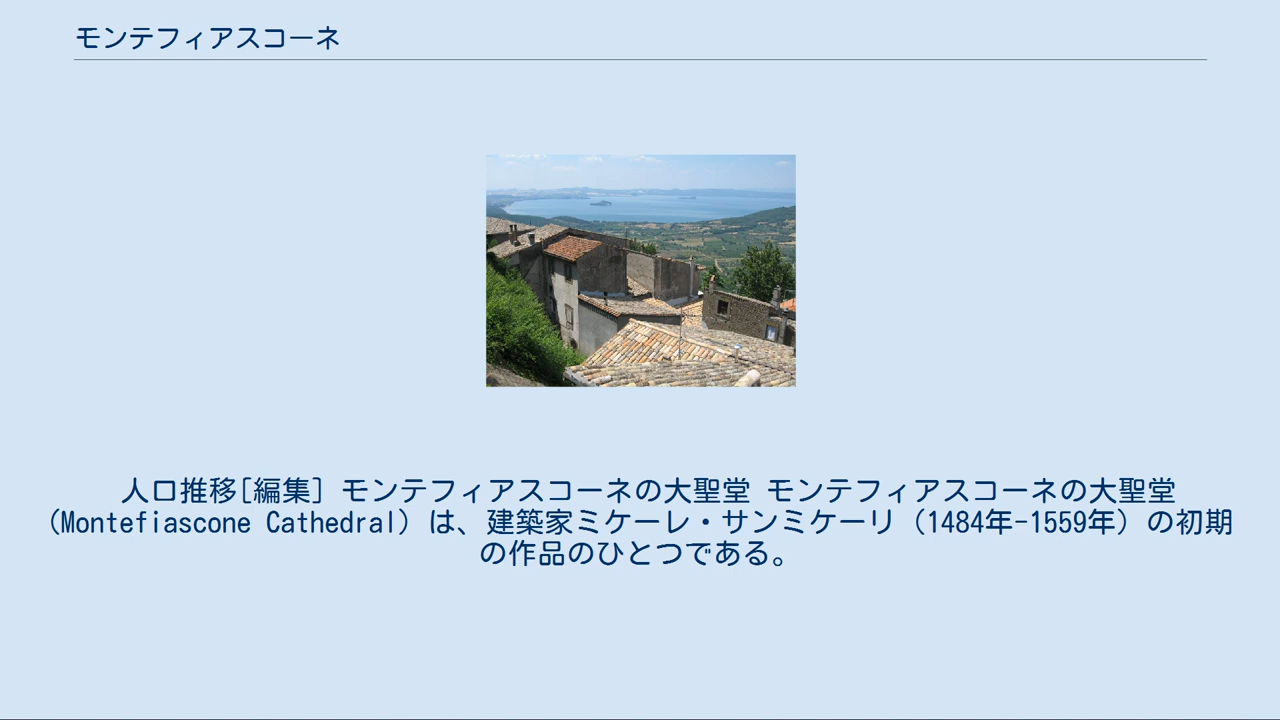 モンテフィアスコーネ
人口推移[編集] モンテフィアスコーネの大聖堂 モンテフィアスコーネの大聖堂
(Montefiascone Cathedral) は、建築家ミケーレ・サンミケーリ (1484年-1559年) の初期
の作品のひとつである。